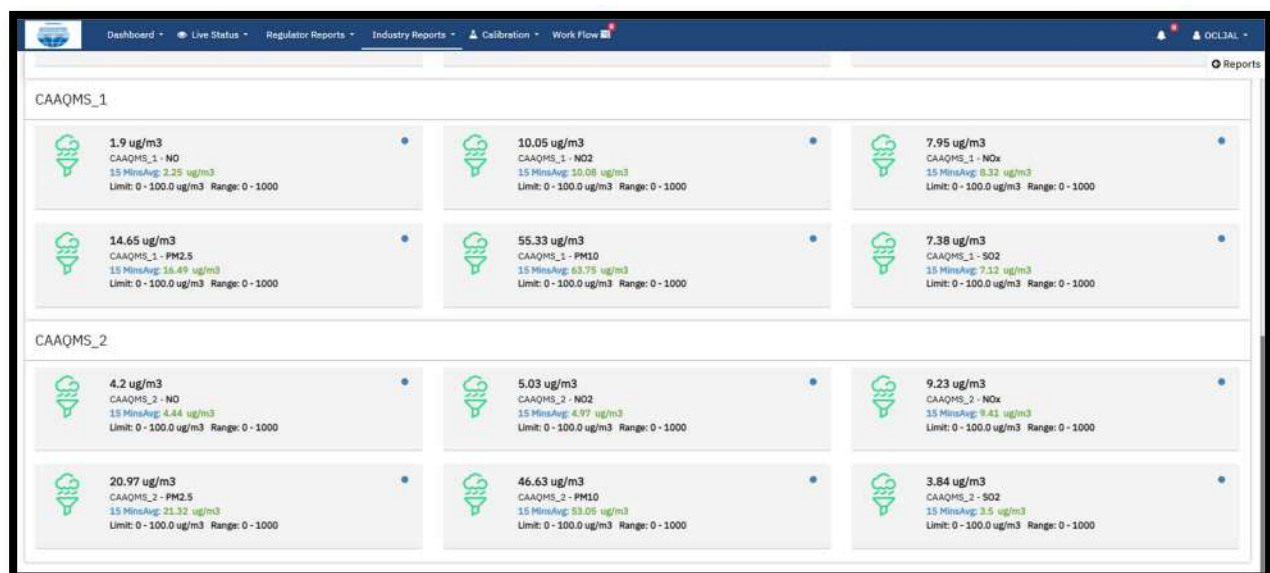 Dashboard Live Status Regulator Reports Industry Reports Calibration Work Flow OCL3AL
Reports
CAAQMS_1
1.9 ug/m3
CAAQMS_1 - NO
15 MinsAvg: 2.25 ug/m3
Limit: 0 - 100.0 ug/m3 Range: 0 - 1000
10.05 ug/m3
CAAQMS_1 - NO2
15 MinsAvg: 10.08 ug/m3
Limit: 0 - 100.0 ug/m3 Range: 0 - 1000
7.95 ug/m3
CAAQMS_1 - NOx
15 MinsAvg: 8.32 ug/m3
Limit: 0 - 100.0 ug/m3 Range: 0 - 1000
14.65 ug/m3
CAAQMS_1 - PM2.5
15 MinsAvg: 16.49 ug/m3
Limit: 0 - 100.0 ug/m3 Range: 0 - 1000
55.33 ug/m3
CAAQMS_1 - PM10
15 MinsAvg: 63.75 ug/m3
Limit: 0 - 100.0 ug/m3 Range: 0 - 1000
7.38 ug/m3
CAAQMS_1 - SO2
15 MinsAvg: 7.12 ug/m3
Limit: 0 - 100.0 ug/m3 Range: 0 - 1000
CAAQMS_2
4.2 ug/m3
CAAQMS_2 - NO
15 MinsAvg: 4.44 ug/m3
Limit: 0 - 100.0 ug/m3 Range: 0 - 1000
5.03 ug/m3
CAAQMS_2 - NO2
15 MinsAvg: 4.97 ug/m3
Limit: 0 - 100.0 ug/m3 Range: 0 - 1000
9.23 ug/m3
CAAQMS_2 - NOx
15 MinsAvg: 9.41 ug/m3
Limit: 0 - 100.0 ug/m3 Range: 0 - 1000
20.97 ug/m3
CAAQMS_2 - PM2.5
15 MinsAvg: 21.32 ug/m3
Limit: 0 - 100.0 ug/m3 Range: 0 - 1000
46.63 ug/m3
CAAQMS_2 - PM10
15 MinsAvg: 53.05 ug/m3
Limit: 0 - 100.0 ug/m3 Range: 0 - 1000
3.84 ug/m3
CAAQMS_2 - SO2
15 MinsAvg: 3.5 ug/m3
Limit: 0 - 100.0 ug/m3 Range: 0 - 1000